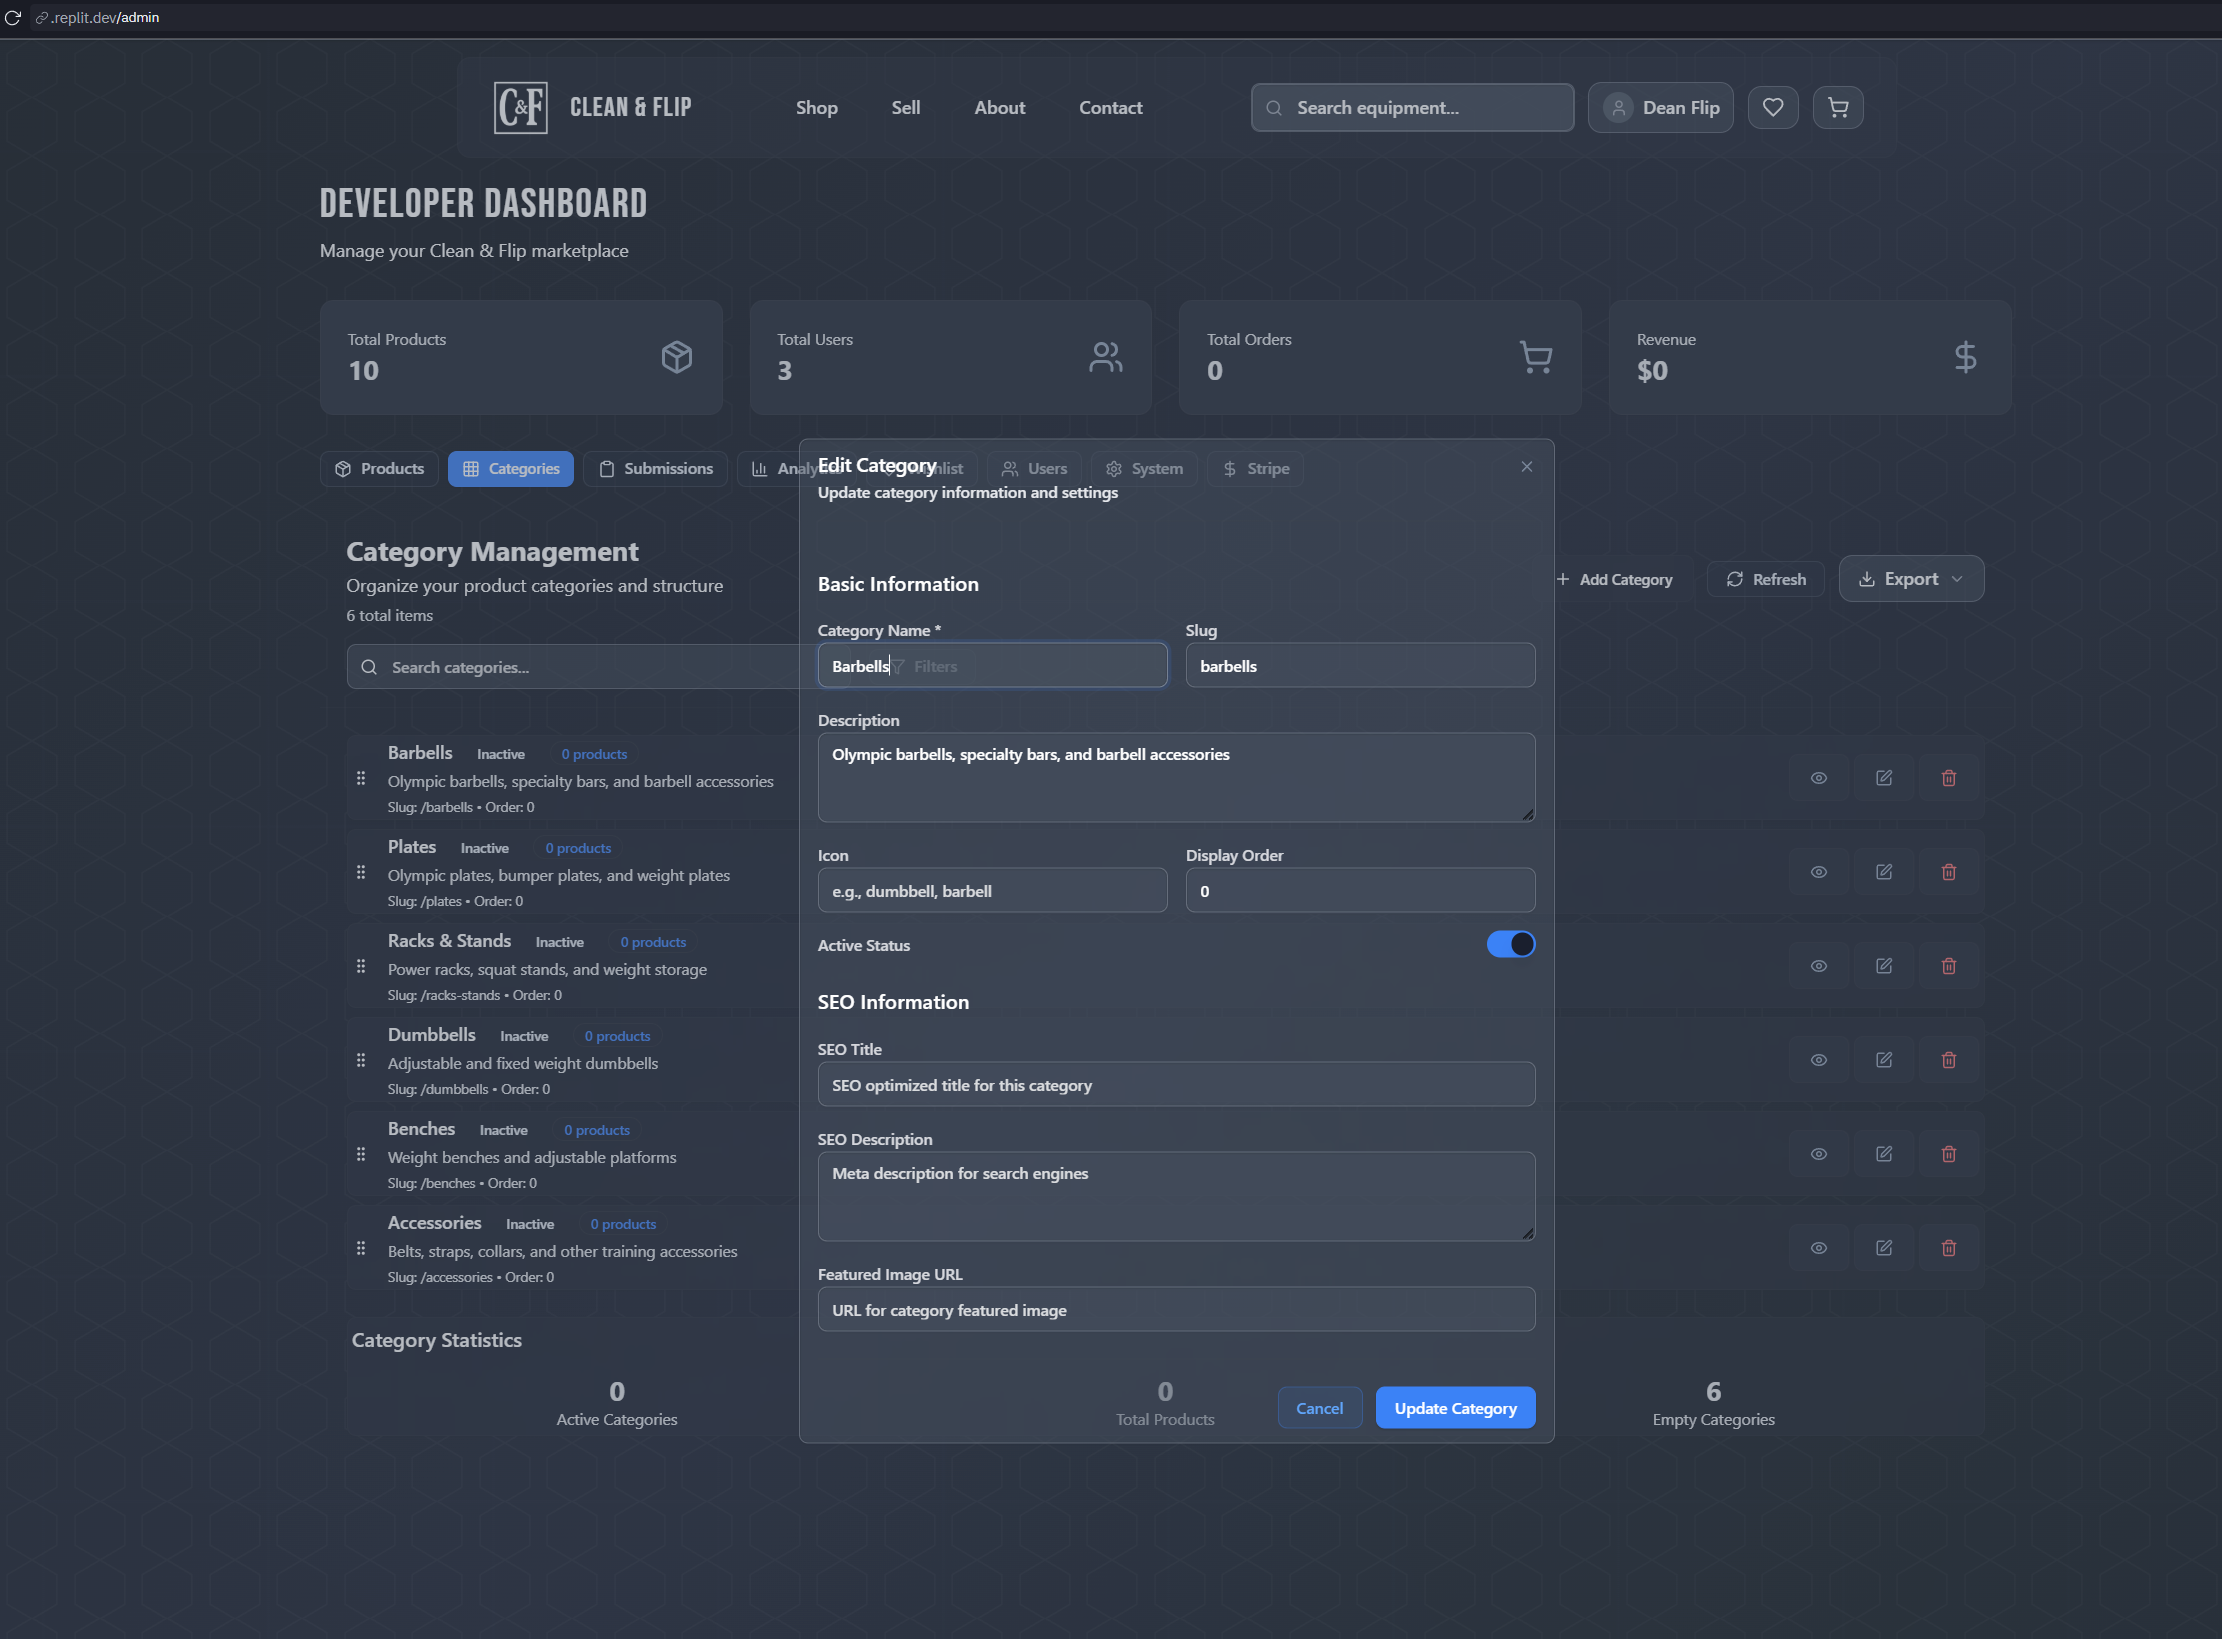 .replit.dev/admin
C&F
CLEAN & FLIP
Shop
Sell
About
Contact
Search equipment...
Dean Flip
DEVELOPER DASHBOARD
Manage your Clean & Flip marketplace
Total Products
10
Total Users
3
Total Orders
0
Revenue
$0
Products
Categories
Submissions
Users
System
Stripe
Edit Category
Update category information and settings
Category Management
Organize your product categories and structure
6 total items
Add Category
Refresh
Export
Search categories...
Filters
Basic Information
Category Name *
Barbells
Slug
barbells
Description
Olympic barbells, specialty bars, and barbell accessories
Icon
e.g., dumbbell, barbell
Display Order
0
Active Status
SEO Information
SEO Title
SEO optimized title for this category
SEO Description
Meta description for search engines
Featured Image URL
URL for category featured image
Cancel
Update Category
Barbells Inactive 0 products
Olympic barbells, specialty bars, and barbell accessories
Slug: /barbells • Order: 0
Plates Inactive 0 products
Olympic plates, bumper plates, and weight plates
Slug: /plates • Order: 0
Racks & Stands Inactive 0 products
Power racks, squat stands, and weight storage
Slug: /racks-stands • Order: 0
Dumbbells Inactive 0 products
Adjustable and fixed weight dumbbells
Slug: /dumbbells • Order: 0
Benches Inactive 0 products
Weight benches and adjustable platforms
Slug: /benches • Order: 0
Accessories Inactive 0 products
Belts, straps, collars, and other training accessories
Slug: /accessories • Order: 0
Category Statistics
0
Active Categories
0
Total Products
6
Empty Categories